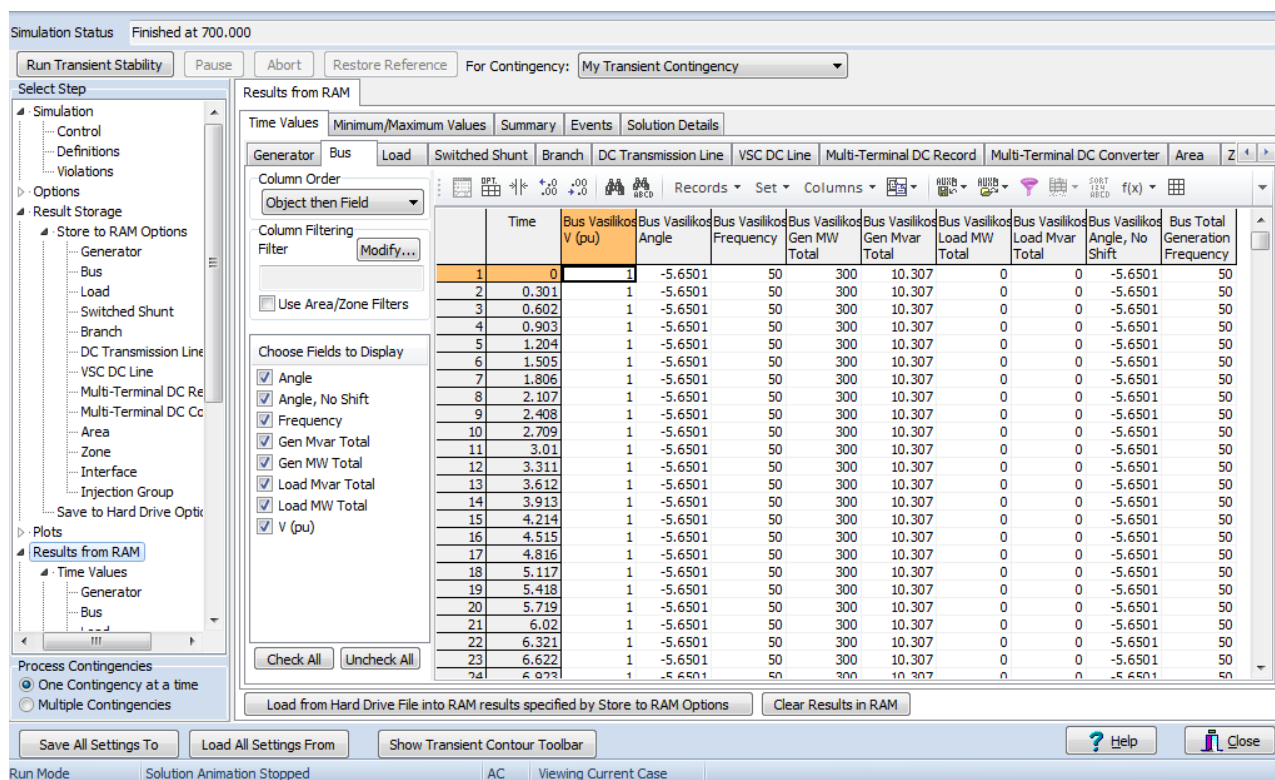 Simulation Status Finished at 700.000
Run Transient Stability Pause Abort Restore Reference For Contingency: My Transient Contingency
Select Step
Simulation
Control
Definitions
Violations
Options
Result Storage
Store to RAM Options
Generator
Bus
Load
Switched Shunt
Branch
DC Transmission Line
VSC DC Line
Multi-Terminal DC Re
Multi-Terminal DC Co
Area
Zone
Interface
Injection Group
Save to Hard Drive Optio
Plots
Results from RAM
Time Values
Generator
Bus
Process Contingencies
One Contingency at a time
Multiple Contingencies
Results from RAM
Time Values Minimum/Maximum Values Summary Events Solution Details
Generator Bus Load Switched Shunt Branch DC Transmission Line VSC DC Line Multi-Terminal DC Record Multi-Terminal DC Converter Area Z
Column Order
Object then Field
Column Filtering
Filter Modify...
Use Area/Zone Filters
Choose Fields to Display
Angle
Angle, No Shift
Frequency
Gen Mvar Total
Gen MW Total
Load Mvar Total
Load MW Total
V (pu)
Check All Uncheck All
Records Set Columns f(x)
Time Bus Vasilikos Bus Vasilikos Bus Vasilikos Bus Vasilikos Bus Vasilikos Bus Vasilikos Bus Vasilikos Bus Vasilikos Bus Total
V (pu) Angle Frequency Gen MW Gen Mvar Load MW Load Mvar Angle, No Generation
Total Total Total Total Shift Frequency
1 0 1 -5.6501 50 300 10.307 0 0 -5.6501 50
2 0.301 1 -5.6501 50 300 10.307 0 0 -5.6501 50
3 0.602 1 -5.6501 50 300 10.307 0 0 -5.6501 50
4 0.903 1 -5.6501 50 300 10.307 0 0 -5.6501 50
5 1.204 1 -5.6501 50 300 10.307 0 0 -5.6501 50
6 1.505 1 -5.6501 50 300 10.307 0 0 -5.6501 50
7 1.806 1 -5.6501 50 300 10.307 0 0 -5.6501 50
8 2.107 1 -5.6501 50 300 10.307 0 0 -5.6501 50
9 2.408 1 -5.6501 50 300 10.307 0 0 -5.6501 50
10 2.709 1 -5.6501 50 300 10.307 0 0 -5.6501 50
11 3.01 1 -5.6501 50 300 10.307 0 0 -5.6501 50
12 3.311 1 -5.6501 50 300 10.307 0 0 -5.6501 50
13 3.612 1 -5.6501 50 300 10.307 0 0 -5.6501 50
14 3.913 1 -5.6501 50 300 10.307 0 0 -5.6501 50
15 4.214 1 -5.6501 50 300 10.307 0 0 -5.6501 50
16 4.515 1 -5.6501 50 300 10.307 0 0 -5.6501 50
17 4.816 1 -5.6501 50 300 10.307 0 0 -5.6501 50
18 5.117 1 -5.6501 50 300 10.307 0 0 -5.6501 50
19 5.418 1 -5.6501 50 300 10.307 0 0 -5.6501 50
20 5.719 1 -5.6501 50 300 10.307 0 0 -5.6501 50
21 6.02 1 -5.6501 50 300 10.307 0 0 -5.6501 50
22 6.321 1 -5.6501 50 300 10.307 0 0 -5.6501 50
23 6.622 1 -5.6501 50 300 10.307 0 0 -5.6501 50
24 6.923 1 -5.6501 50 300 10.307 0 0 -5.6501 50
Load from Hard Drive File into RAM results specified by Store to RAM Options Clear Results in RAM
Save All Settings To Load All Settings From Show Transient Contour Toolbar Help Close
Run Mode Solution Animation Stopped AC Viewing Current Case